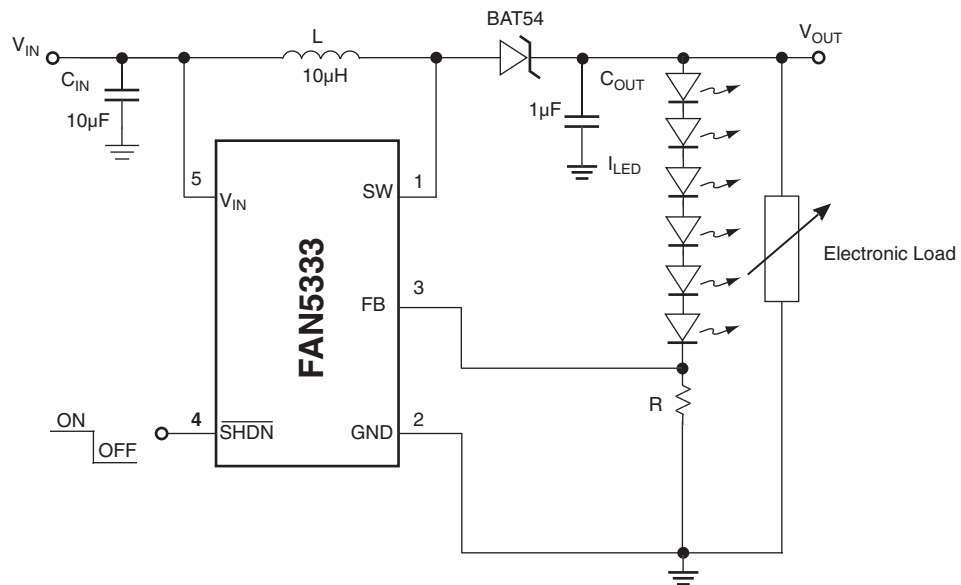 BAT54
V_IN
L
V_OUT
C_IN
10µH
C_OUT
10µF
1µF
I_LED
5
1
V_IN
SW
Electronic Load
FAN5333
3
FB
R
ON
4
SHDN
GND
2
OFF